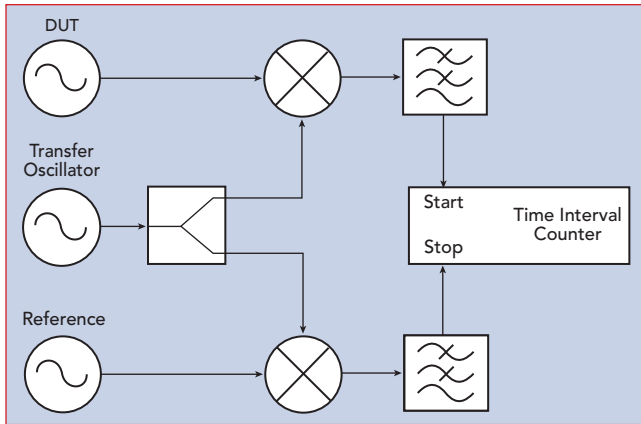 DUT
Transfer
Oscillator
Start
Time Interval
Counter
Stop
Reference